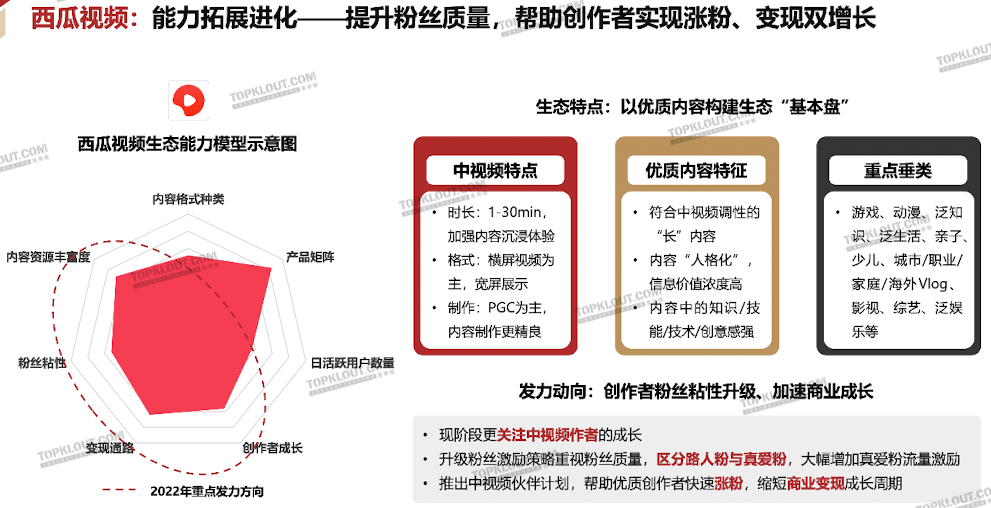 西瓜视频：能力拓展进化——提升粉丝质量，帮助创作者实现涨粉、变现双增长
西瓜视频生态能力模型示意图
内容格式种类
产品矩阵
日活跃用户数量
创作者成长
变现通路
粉丝粘性
内容资源丰富度
2022年重点发力方向
生态特点：以优质内容构建生态“基本盘”
中视频特点
• 时长：1-30min，
加强内容沉浸体验
• 格式：横屏视频为
主，宽屏展示
• 制作：PGC为主，
内容制作更精良
优质内容特征
• 符合中视频调性的
“长”内容
• 内容“人格化”，
信息价值浓度高
• 内容中的知识/技
能/技术/创意感强
重点垂类
• 游戏、动漫、泛知
识、泛生活、亲子、
少儿、城市/职业/
家庭/海外Vlog、
影视、综艺、泛娱
乐等
发力动向：创作者粉丝粘性升级、加速商业成长
• 现阶段更关注中视频作者的成长
• 升级粉丝激励策略重视粉丝质量，区分路人粉与真爱粉，大幅增加真爱粉流量激励
• 推出中视频伙伴计划，帮助优质创作者快速涨粉，缩短商业变现成长周期
TOPKLOUT.COM